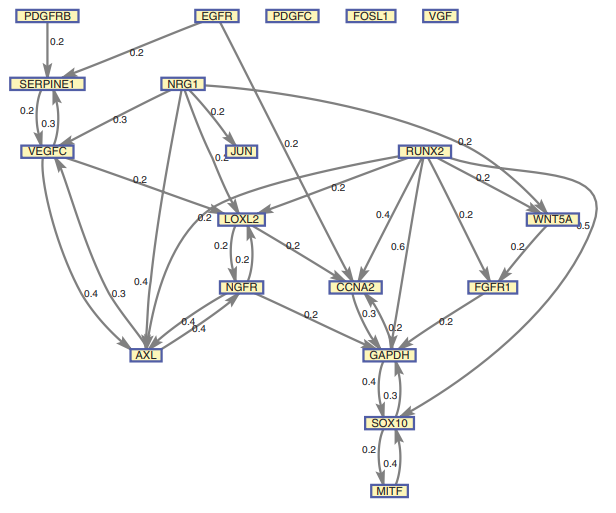 PDGFRB EGFR PDGFC FOSL1 VGF
0.2
0.2
SERPINE1 NRG1
0.2 0.3 0.3 0.2
0.2 0.2
VEGFC JUN RUNX2
0.2
0.2 0.2 0.2
0.2 0.4 0.2
LOXL2 WNT5A
0.5
0.2 0.2 0.6 0.2
0.2
NGFR CCNA2 FGFR1
0.4 0.3 0.4
0.4 0.4 0.2 0.3 0.2 0.2
AXL GAPDH
0.4 0.3
SOX10
0.2 0.4
MITF